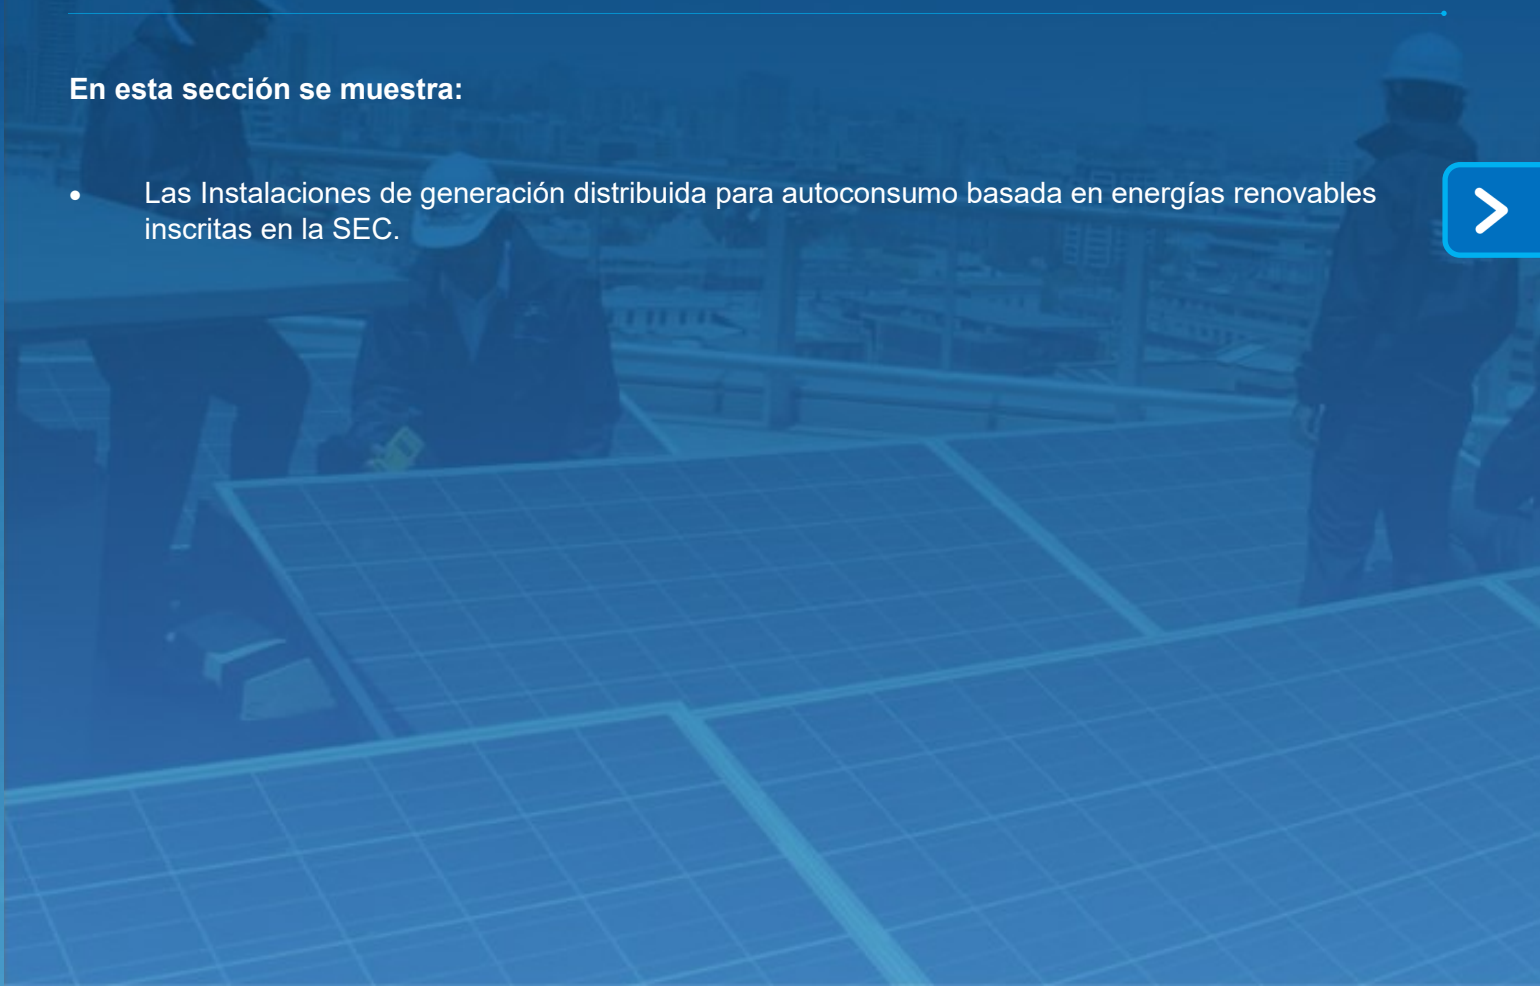 En esta sección se muestra:
• Las Instalaciones de generación distribuida para autoconsumo basada en energías renovables
inscritas en la SEC.